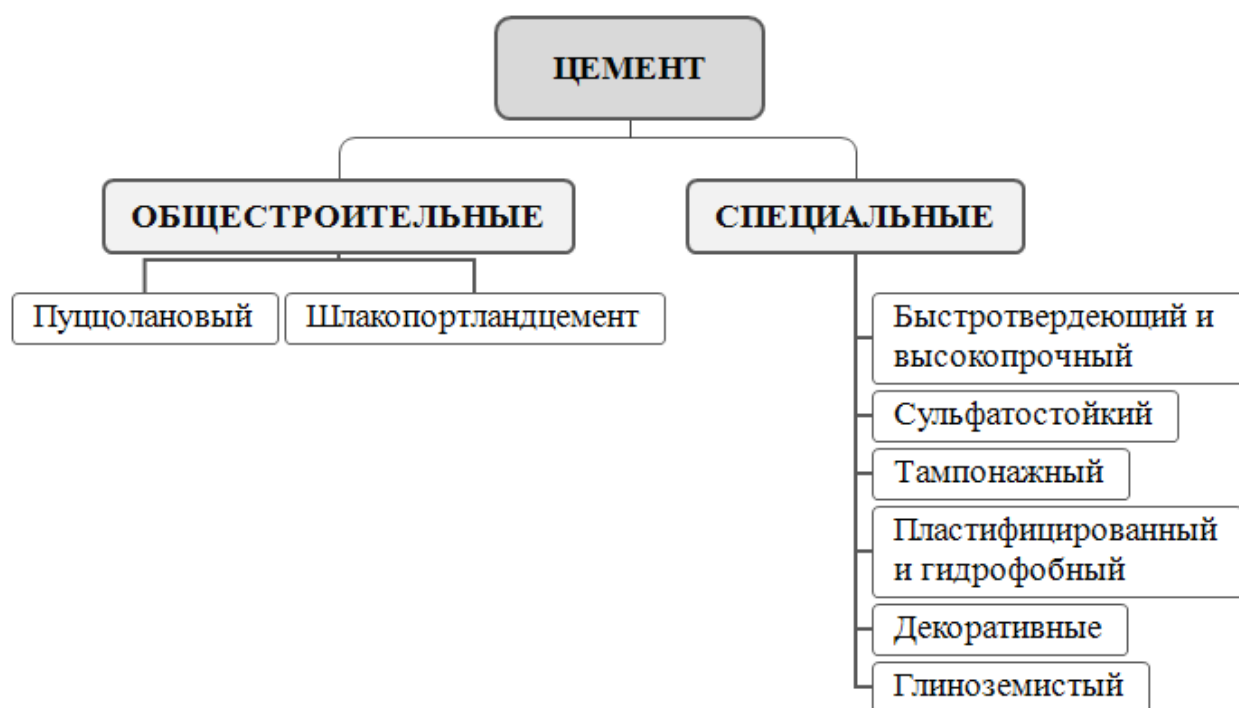 ЦЕМЕНТ
ОБЩЕСТРОИТЕЛЬНЫЕ
Пуццолановый
Шлакопортландцемент
СПЕЦИАЛЬНЫЕ
Быстротвердеющий и
высокопрочный
Сульфатостойкий
Тампонажный
Пластифицированный
и гидрофобный
Декоративные
Глиноземистый